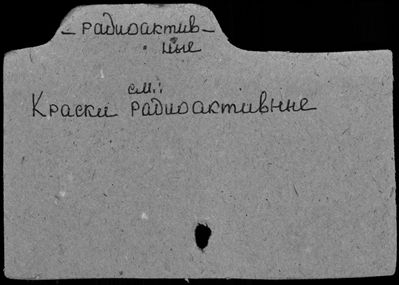 – радиоактив–
ные
см.:
Краски радиоактивные